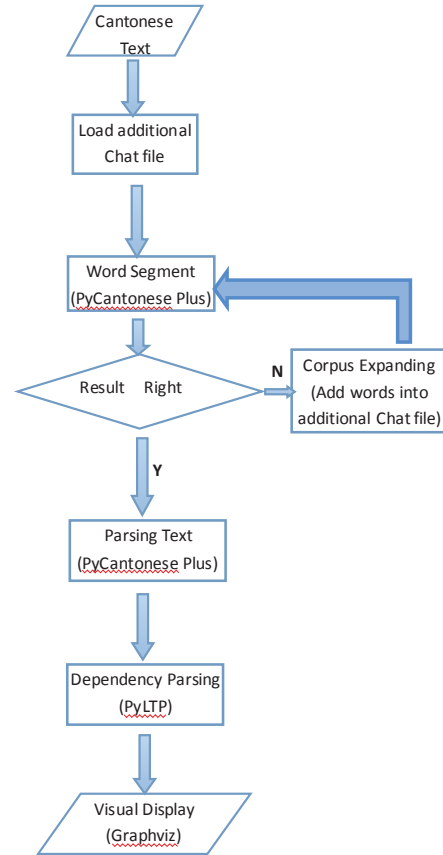 Cantonese
Text
Load additional
Chat file
Word Segment
(PyCantonese Plus)
Result Right
N
Corpus Expanding
(Add words into
additional Chat file)
Y
Parsing Text
(PyCantonese Plus)
Dependency Parsing
(PyLTP)
Visual Display
(Graphviz)